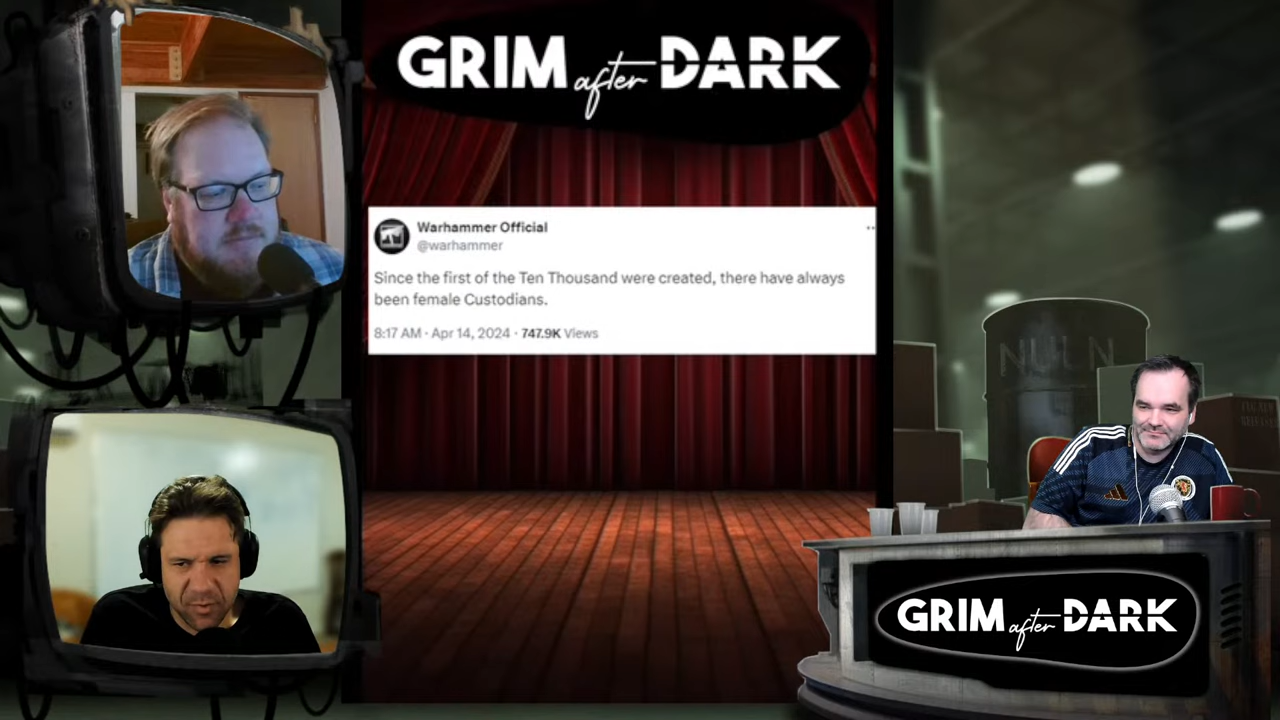 GRIM after DARK
Warhammer Official
@warhammer
Since the first of the Ten Thousand were created, there have always
been female Custodians.
8:17 AM · Apr 14, 2024 · 747.9K Views
NULN
GRIM after DARK